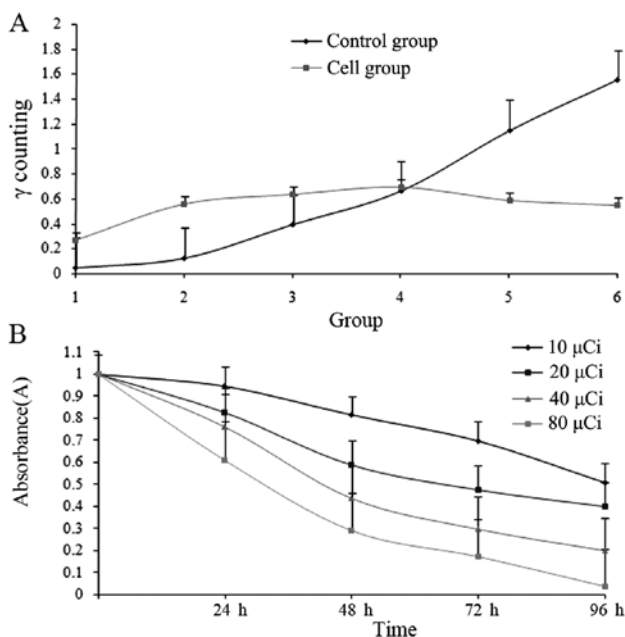 A
Control group
Cell group
γ counting
2
1.8
1.6
1.4
1.2
1
0.8
0.6
0.4
0.2
0
1 2 3 4 5 6
Group
B
10 μCi
20 μCi
40 μCi
80 μCi
Absorbance(A)
1.1
1
0.9
0.8
0.7
0.6
0.5
0.4
0.3
0.2
0.1
0
24 h 48 h 72 h 96 h
Time